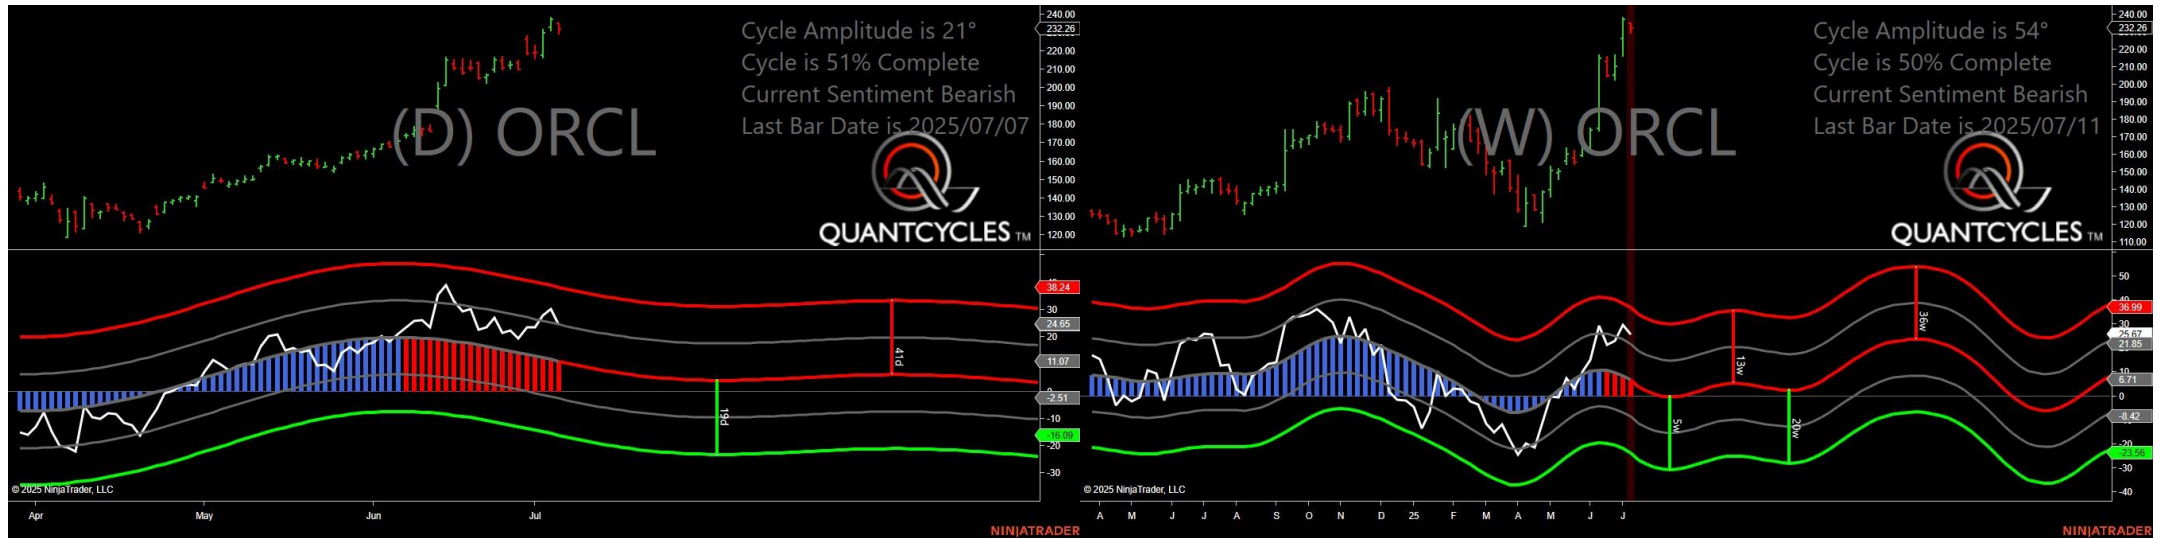 Cycle Amplitude is 21°
Cycle is 51% Complete
Current Sentiment Bearish
Last Bar Date is 2025/07/07
(D) ORCL
QUANTCYCLES TM
240.00
232.26
220.00
210.00
200.00
190.00
180.00
170.00
160.00
150.00
140.00
130.00
120.00
38.24
30
24.65
20
11.07
0
-2.51
-10
-16.09
-20
-30
41d
19d
© 2025 NinjaTrader, LLC
Apr May Jun Jul
NINJATRADER
Cycle Amplitude is 54°
Cycle is 50% Complete
Current Sentiment Bearish
Last Bar Date is 2025/07/11
(W) ORCL
QUANTCYCLES TM
240.00
232.26
220.00
210.00
200.00
190.00
180.00
170.00
160.00
150.00
140.00
130.00
120.00
110.00
50
40
36.99
30
25.67
21.85
10
6.71
0
-8.42
-20
-23.56
-30
-40
13w
36w
5w
20w
© 2025 NinjaTrader, LLC
A M J J A S O N D 25 F M A M J J
NINJATRADER